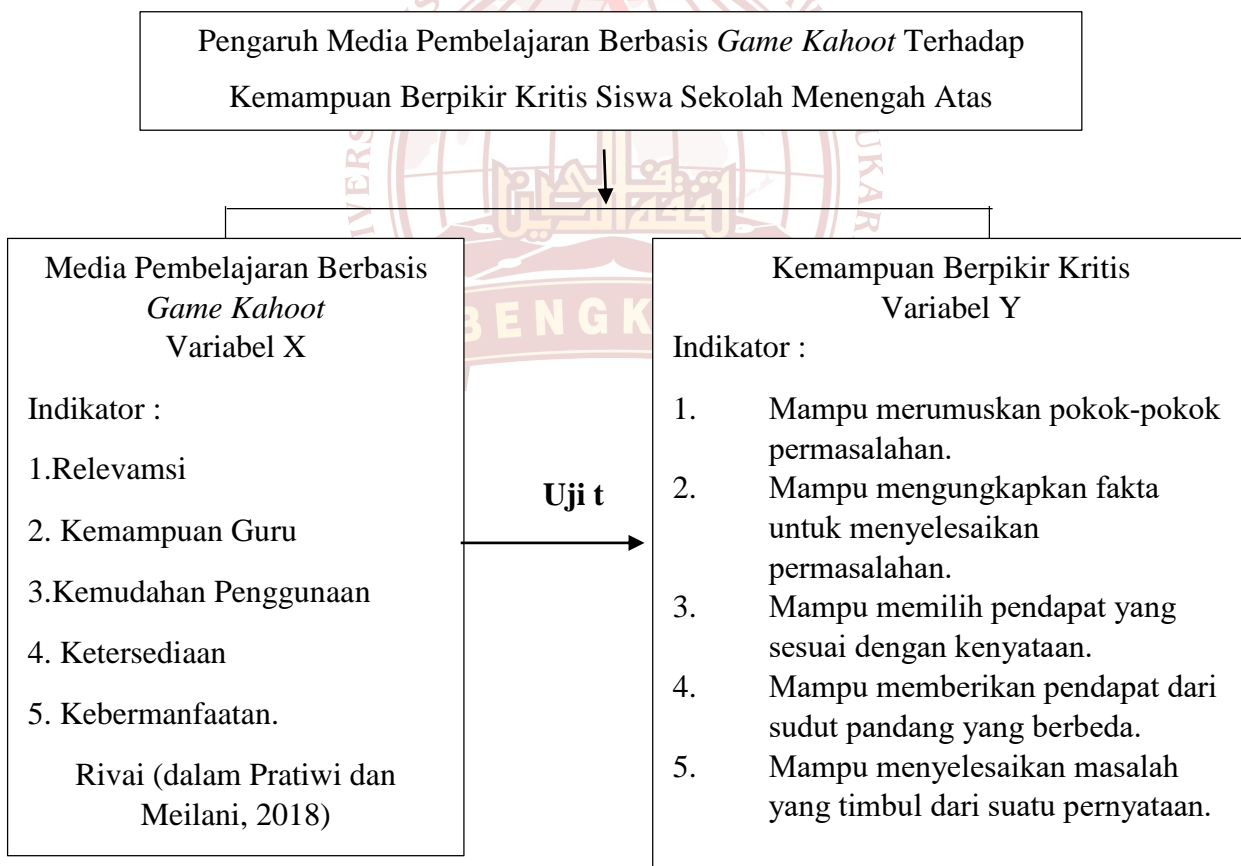 Pengaruh Media Pembelajaran Berbasis Game Kahoot Terhadap
Kemampuan Berpikir Kritis Siswa Sekolah Menengah Atas
Media Pembelajaran Berbasis
Game Kahoot
Variabel X
Indikator :
1.Relevamsi
2. Kemampuan Guru
3.Kemudahan Penggunaan
4. Ketersediaan
5. Kebermanfaatan.
Rivai (dalam Pratiwi dan
Meilani, 2018)
Uji t
Kemampuan Berpikir Kritis
Variabel Y
Indikator :
1. Mampu merumuskan pokok-pokok
permasalahan.
2. Mampu mengungkapkan fakta
untuk menyelesaikan
permasalahan.
3. Mampu memilih pendapat yang
sesuai dengan kenyataan.
4. Mampu memberikan pendapat dari
sudut pandang yang berbeda.
5. Mampu menyelesaikan masalah
yang timbul dari suatu pernyataan.